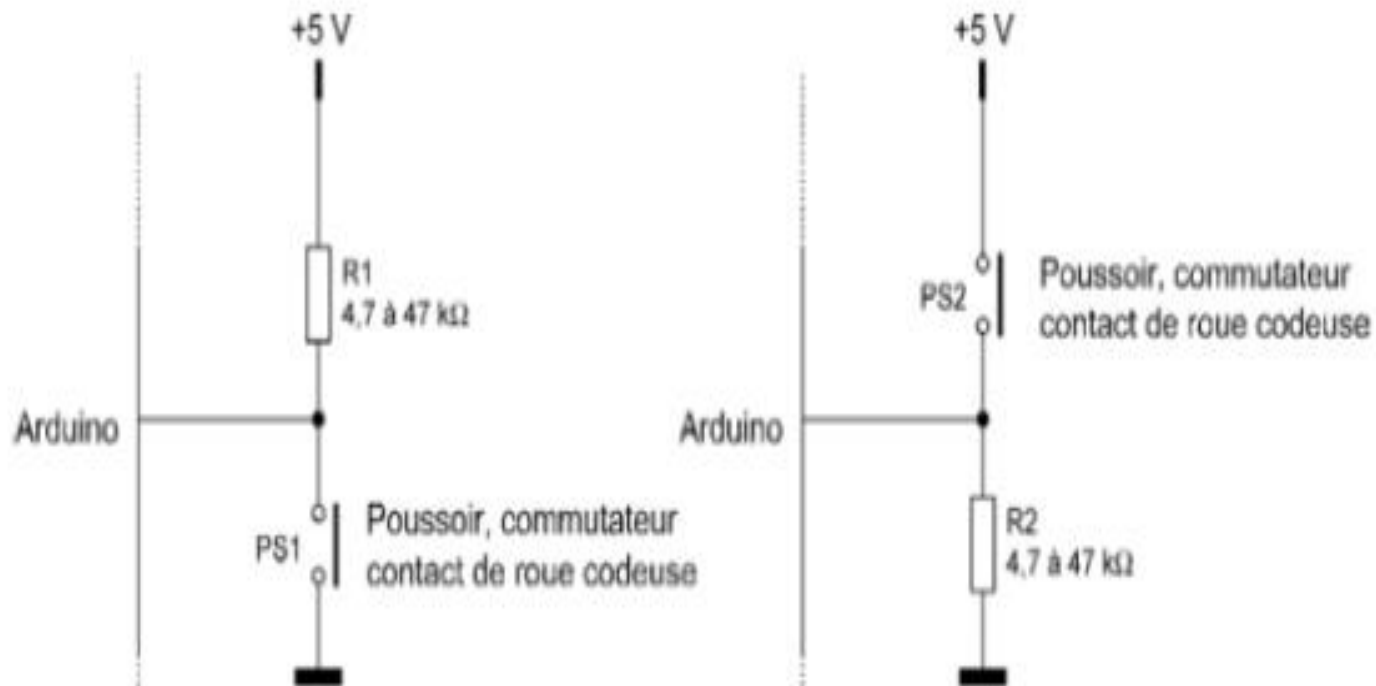 +5 V
R1
4,7 à 47 kΩ
Arduino
PS1
Poussoir, commutateur
contact de roue codeuse
+5 V
PS2
Poussoir, commutateur
contact de roue codeuse
Arduino
R2
4,7 à 47 kΩ